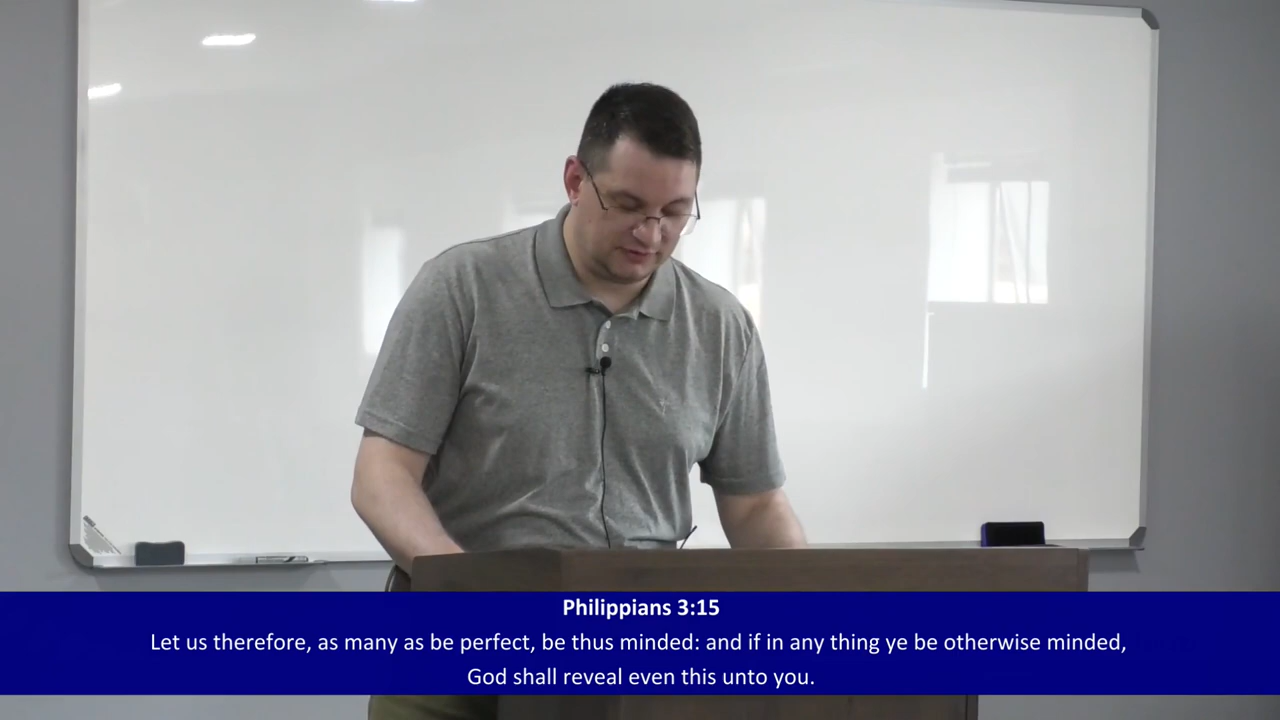 Philippians 3:15
Let us therefore, as many as be perfect, be thus minded: and if in any thing ye be otherwise minded,
God shall reveal even this unto you.